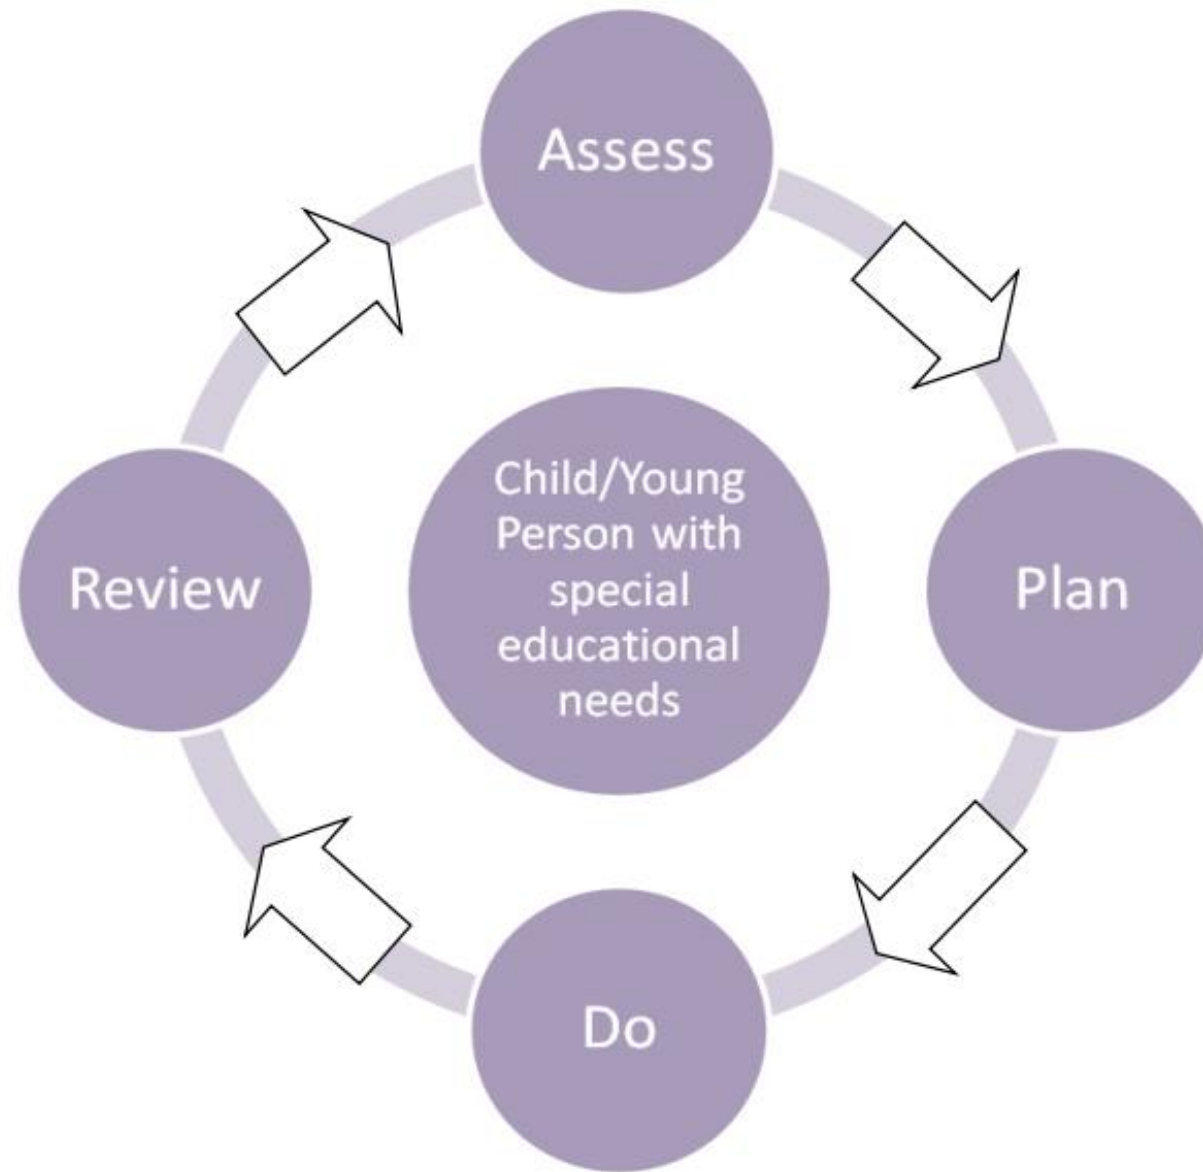 Assess
Child/Young
Person with
special
educational
needs
Review
Plan
Do